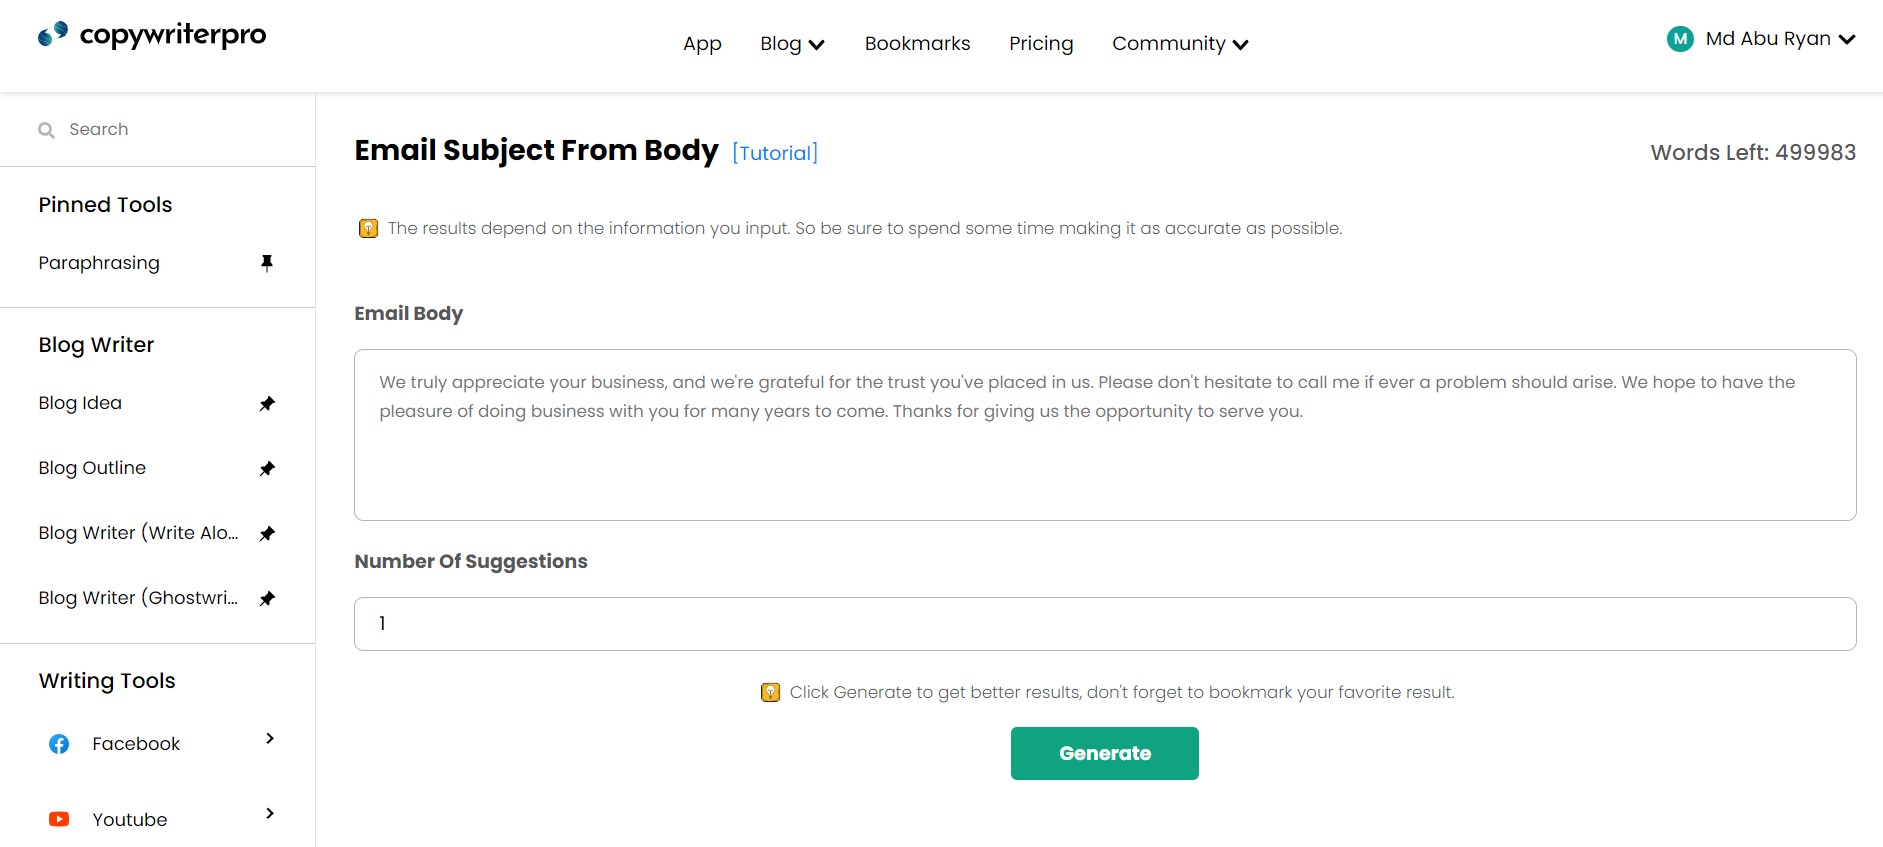 copywriterpro
App
Blog
Bookmarks
Pricing
Community
M
Md Abu Ryan
Search
Pinned Tools
Paraphrasing
Blog Writer
Blog Idea
Blog Outline
Blog Writer (Write Alo...
Blog Writer (Ghostwri...
Writing Tools
Facebook
Youtube
Email Subject From Body [Tutorial]
Words Left: 499983
The results depend on the information you input. So be sure to spend some time making it as accurate as possible.
Email Body
We truly appreciate your business, and we're grateful for the trust you've placed in us. Please don't hesitate to call me if ever a problem should arise. We hope to have the
pleasure of doing business with you for many years to come. Thanks for giving us the opportunity to serve you.
Number Of Suggestions
1
Click Generate to get better results, don't forget to bookmark your favorite result.
Generate